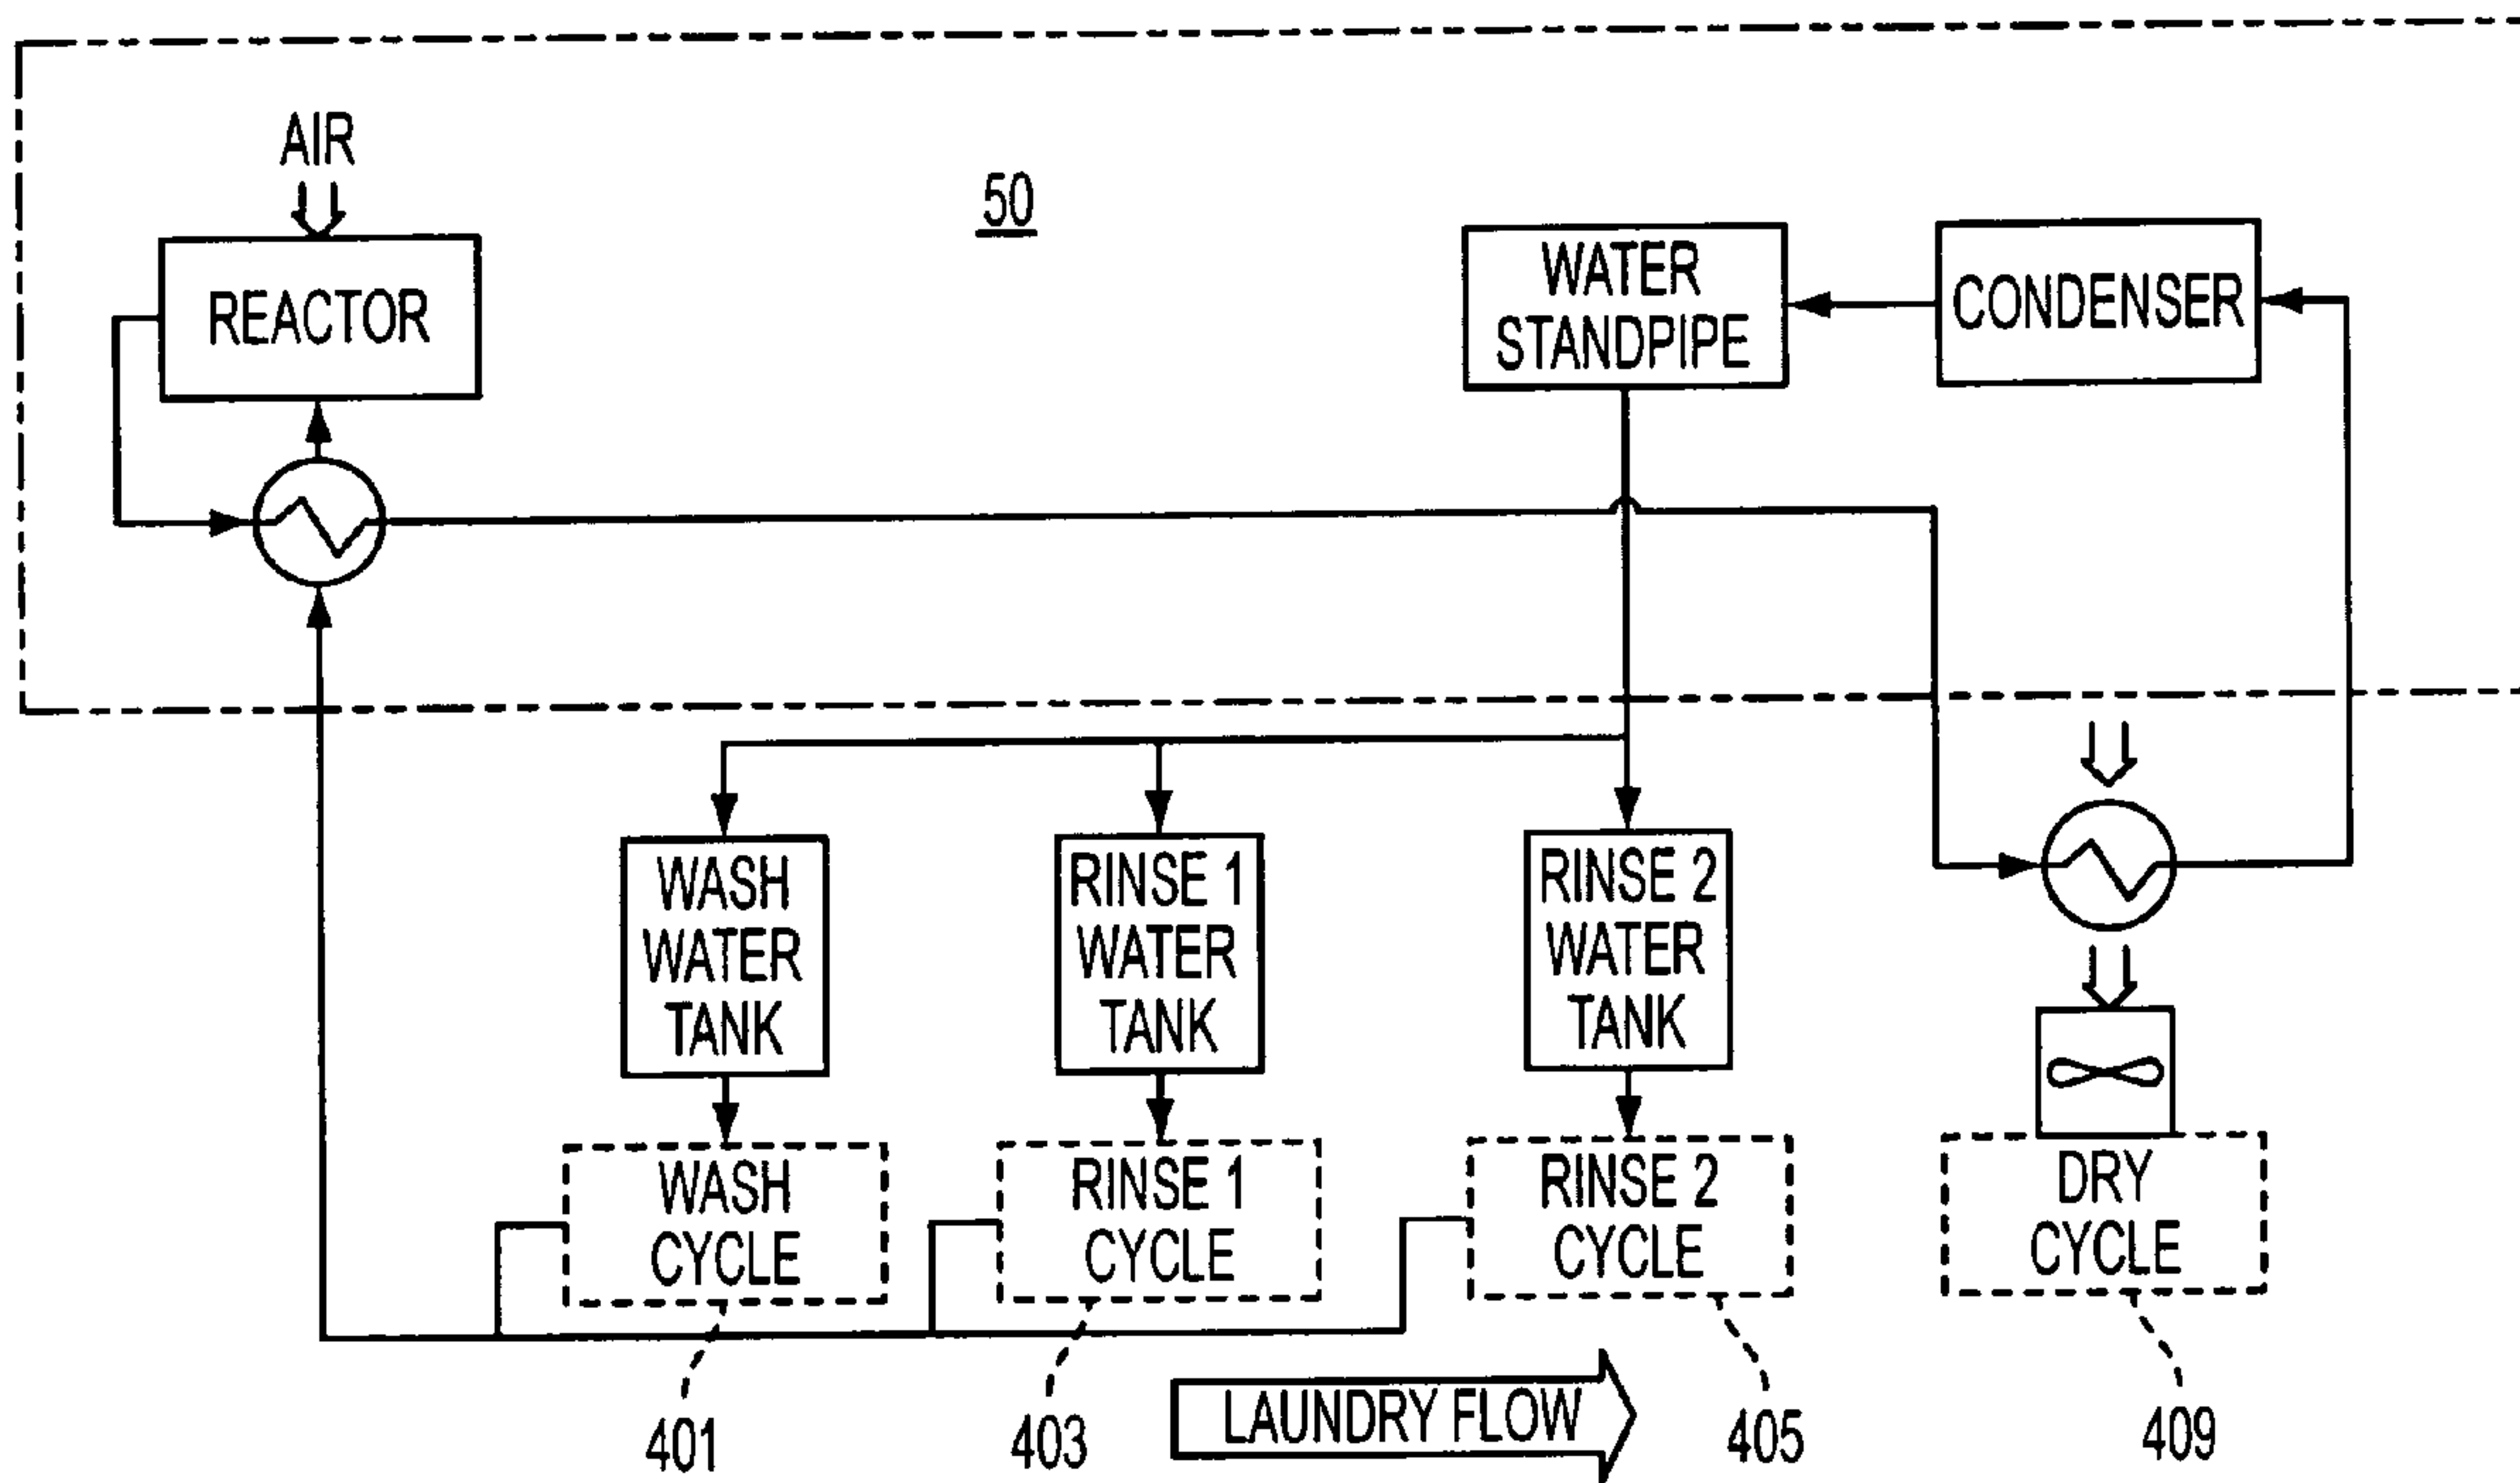 AIR
50
REACTOR
WATER
STANDPIPE
CONDENSER
WASH
WATER
TANK
RINSE 1
WATER
TANK
RINSE 2
WATER
TANK
WASH
CYCLE
RINSE 1
CYCLE
RINSE 2
CYCLE
DRY
CYCLE
LAUNDRY FLOW
401
403
405
409